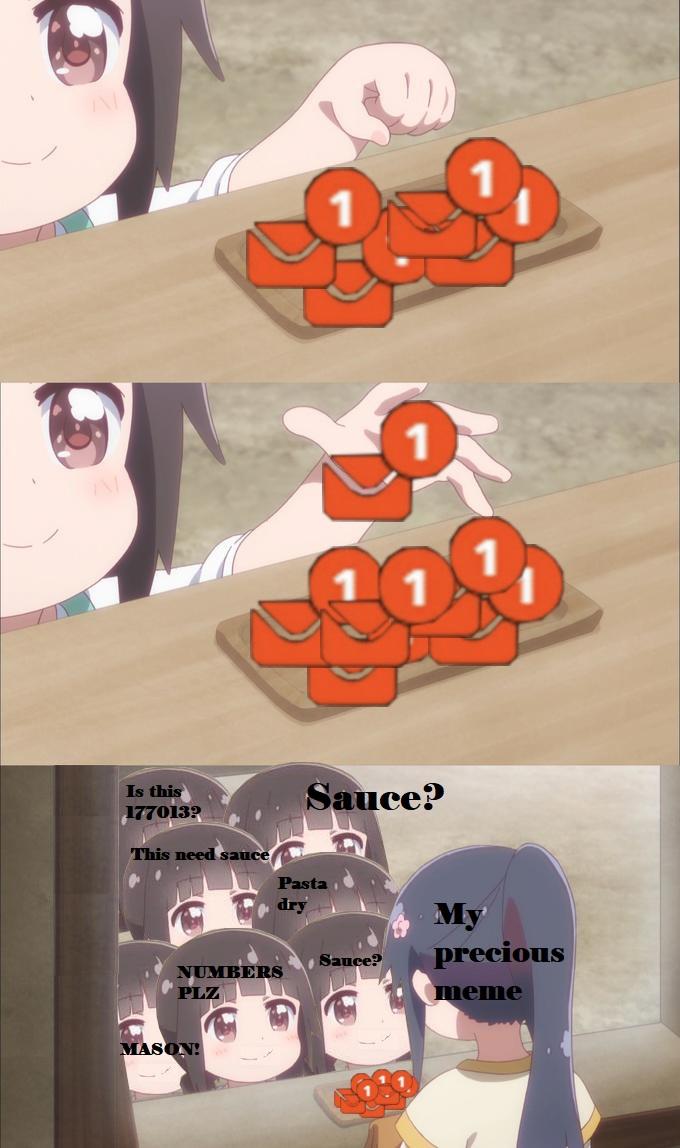 1
1
1
1
1
1
1
1
1
Is this
177013?
Sauce?
This need sauce
Pasta
dry
My
precious
meme
Sauce?
NUMBERS
PLZ
MASON!
1
1
1